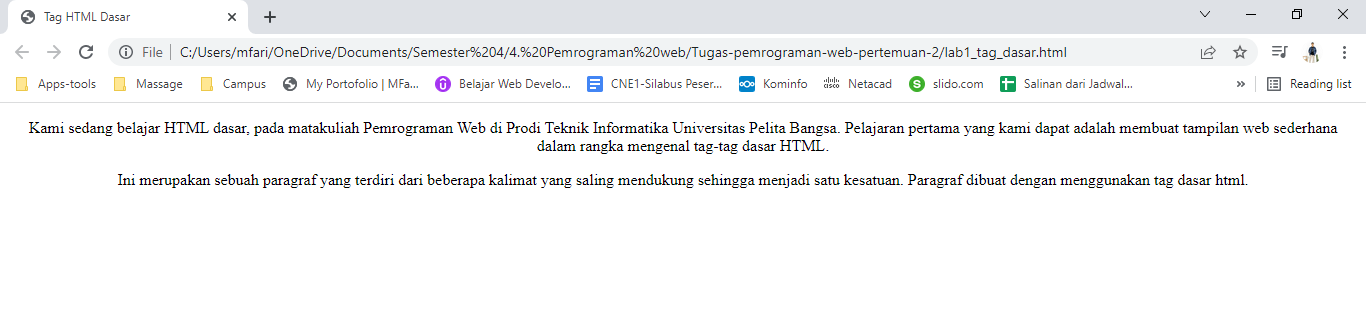 Tag HTML Dasar
File C:/Users/mfari/OneDrive/Documents/Semester%204/4.%20Pemrograman%20web/Tugas-pemrograman-web-pertemuan-2/lab1_tag_dasar.html
Apps-tools Massage Campus My Portofolio | MFa... Belajar Web Develo... CNE1-Silabus Peser... Kominfo Netacad slido.com Salinan dari Jadwal... » Reading list
Kami sedang belajar HTML dasar, pada matakuliah Pemrograman Web di Prodi Teknik Informatika Universitas Pelita Bangsa. Pelajaran pertama yang kami dapat adalah membuat tampilan web sederhana
dalam rangka mengenal tag-tag dasar HTML.
Ini merupakan sebuah paragraf yang terdiri dari beberapa kalimat yang saling mendukung sehingga menjadi satu kesatuan. Paragraf dibuat dengan menggunakan tag dasar html.